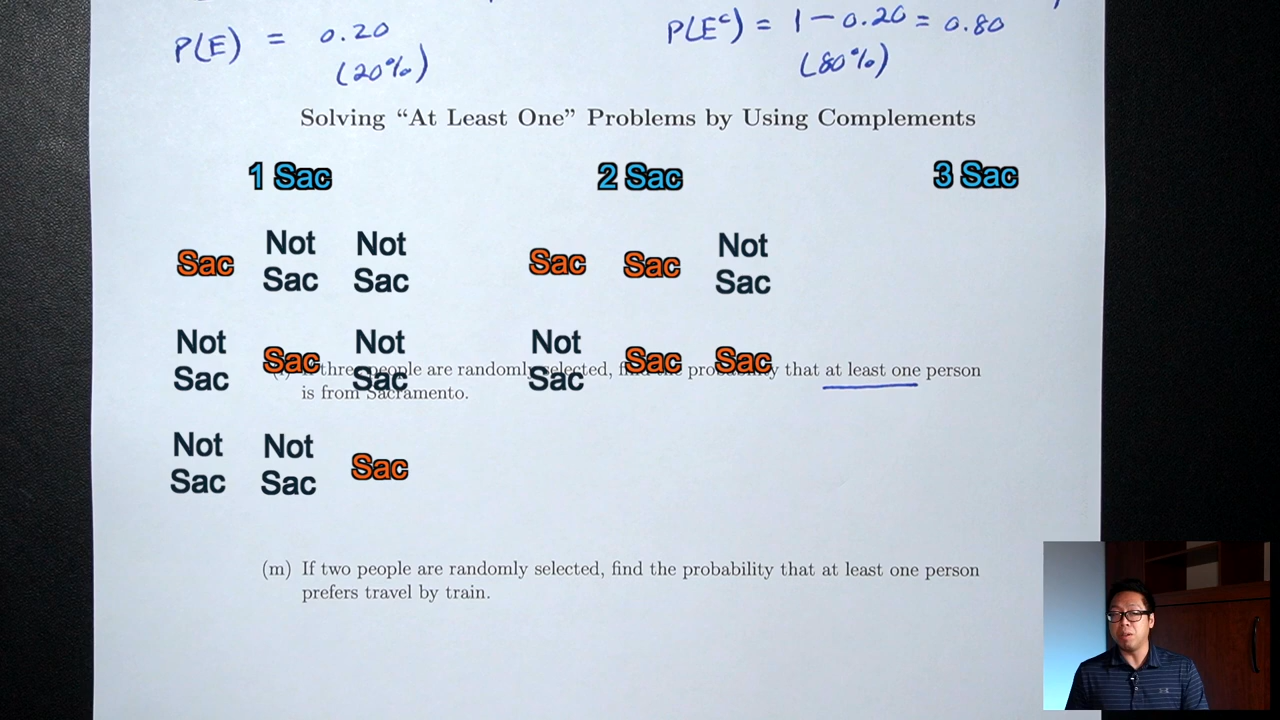 P(E) = 0.20
(20%)
P(Eᶜ) = 1 - 0.20 = 0.80
(80%)
Solving “At Least One” Problems by Using Complements
1 Sac
2 Sac
3 Sac
Sac Not Sac Not Sac
Sac Sac Not Sac
Not Sac Sac Not Sac
Not Sac Sac Sac
three people are randomly selected, find the probability that at least one person
is from Sacramento.
Not Sac Not Sac Sac
(m) If two people are randomly selected, find the probability that at least one person
prefers travel by train.